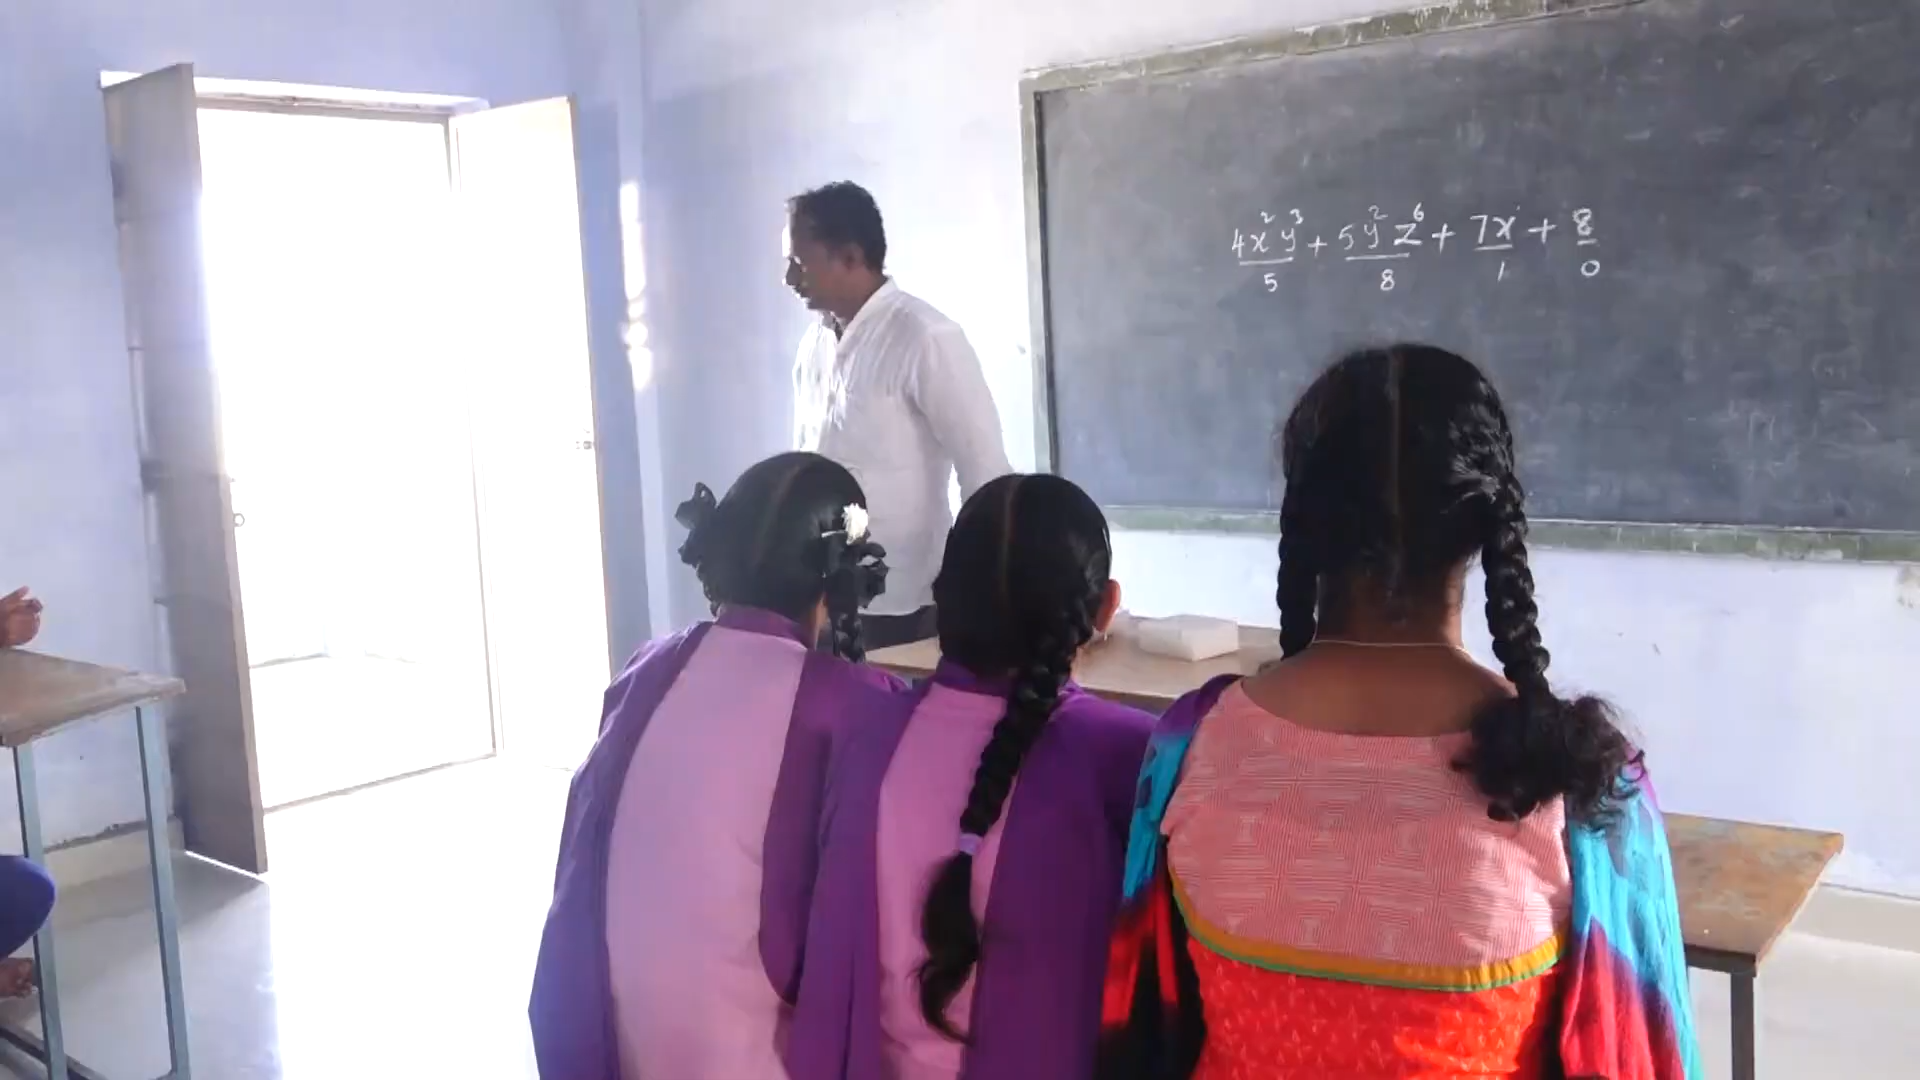 4x²y³ + 5y²z⁶ + 7x + 8
5 8 1 0